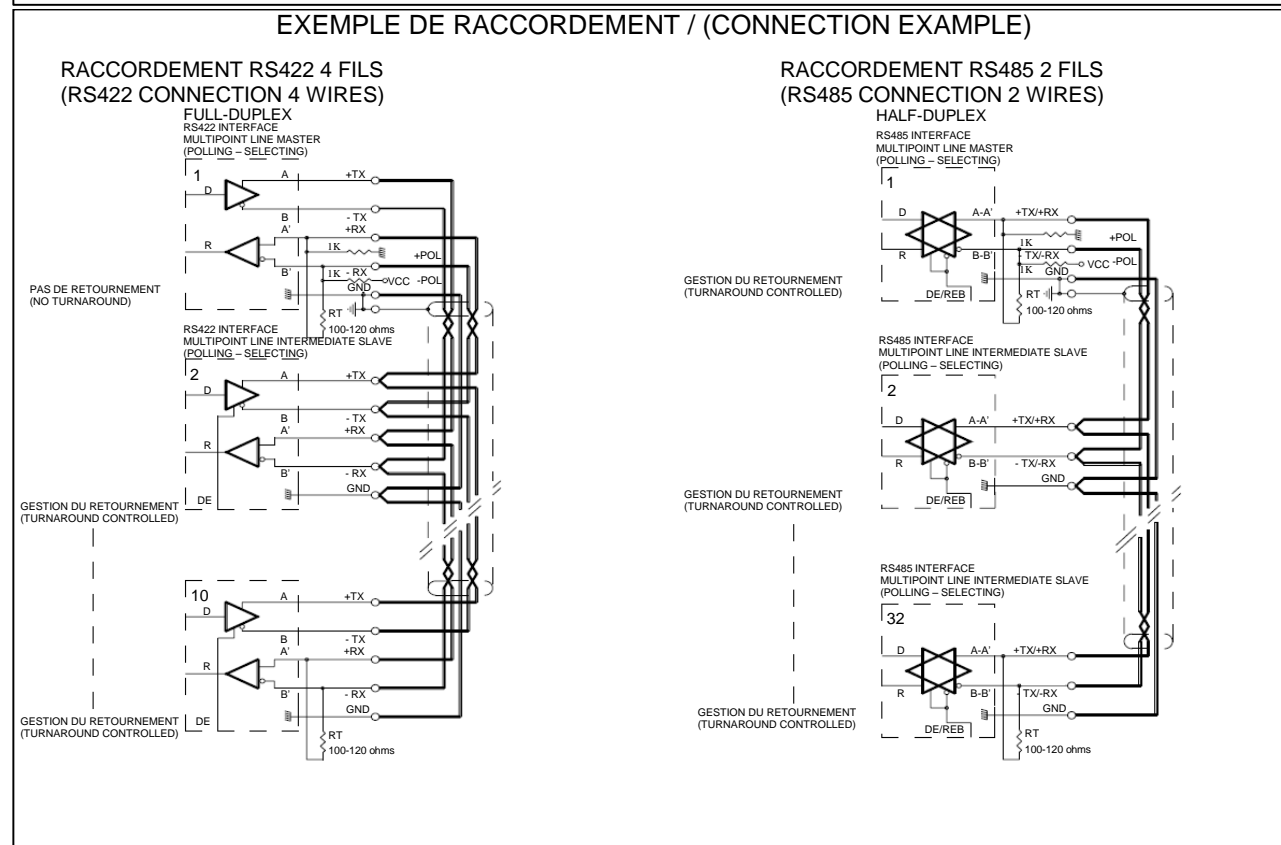 EXEMPLE DE RACCORDEMENT / (CONNECTION EXAMPLE)
RACCORDEMENT RS422 4 FILS
(RS422 CONNECTION 4 WIRES)
FULL-DUPLEX
RS422 INTERFACE
MULTIPOINT LINE MASTER
(POLLING – SELECTING)
1
D
A
+TX
B
- TX
A'
+RX
R
1K
+POL
B'
1K
- RX
VCC
-POL
GND
RT
100-120 ohms
PAS DE RETOURNEMENT
(NO TURNAROUND)
RS422 INTERFACE
MULTIPOINT LINE INTERMEDIATE SLAVE
(POLLING – SELECTING)
2
D
A
+TX
B
- TX
A'
+RX
R
B'
- RX
GND
DE
GESTION DU RETOURNEMENT
(TURNAROUND CONTROLLED)
10
D
A
+TX
B
- TX
A'
+RX
R
B'
- RX
GND
DE
RT
100-120 ohms
GESTION DU RETOURNEMENT
(TURNAROUND CONTROLLED)
RACCORDEMENT RS485 2 FILS
(RS485 CONNECTION 2 WIRES)
HALF-DUPLEX
RS485 INTERFACE
MULTIPOINT LINE MASTER
(POLLING – SELECTING)
1
D
A-A'
+TX/+RX
+POL
1K
R
B-B'
- TX/-RX
VCC
-POL
1K
GND
DE/REB
RT
100-120 ohms
GESTION DU RETOURNEMENT
(TURNAROUND CONTROLLED)
RS485 INTERFACE
MULTIPOINT LINE INTERMEDIATE SLAVE
(POLLING – SELECTING)
2
D
A-A'
+TX/+RX
R
B-B'
- TX/-RX
GND
DE/REB
GESTION DU RETOURNEMENT
(TURNAROUND CONTROLLED)
RS485 INTERFACE
MULTIPOINT LINE INTERMEDIATE SLAVE
(POLLING – SELECTING)
32
D
A-A'
+TX/+RX
R
B-B'
- TX/-RX
GND
DE/REB
RT
100-120 ohms
GESTION DU RETOURNEMENT
(TURNAROUND CONTROLLED)